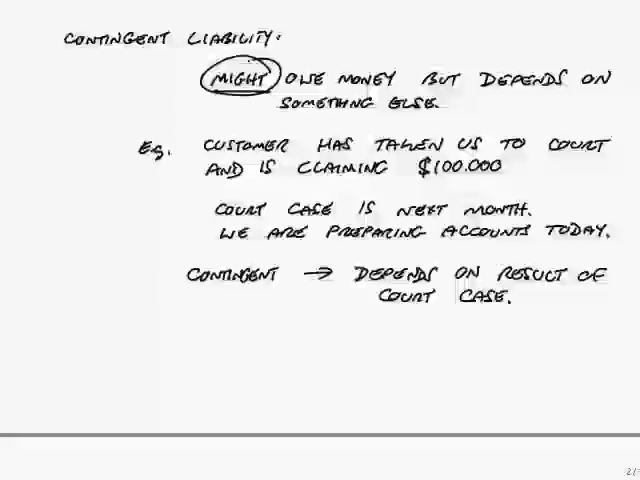 CONTINGENT LIABILITY.
MIGHT OWE MONEY BUT DEPENDS ON
SOMETHING ELSE.
Eg. CUSTOMER HAS TAKEN US TO COURT
AND IS CLAIMING $100.000
COURT CASE IS NEXT MONTH.
WE ARE PREPARING ACCOUNTS TODAY.
CONTINGENT → DEPENDS ON RESULT OF
COURT CASE.